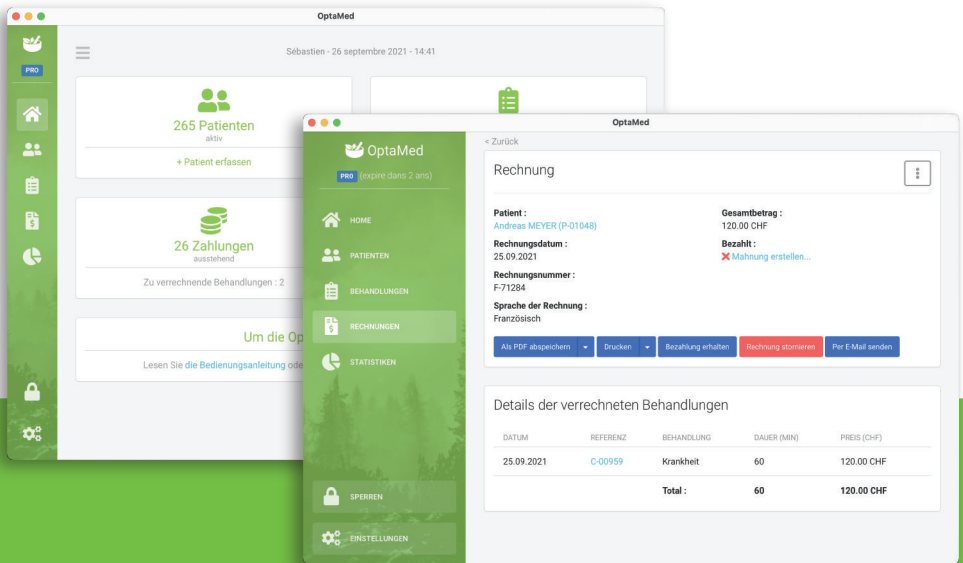 OptaMed
PRO
Sébastien - 26 septembre 2021 - 14:41
265 Patienten
aktiv
+ Patient erfassen
26 Zahlungen
ausstehend
Zu verrechnende Behandlungen : 2
Um die Op
Lesen Sie die Bedienungsanleitung ode
OptaMed
OptaMed
PRO (expire dans 2 ans)
HOME
PATIENTEN
BEHANDLUNGEN
RECHNUNGEN
STATISTIKEN
SPERREN
EINSTELLUNGEN
< Zurück
Rechnung
Patient :
Andreas MEYER (P-01048)
Rechnungsdatum :
25.09.2021
Rechnungsnummer :
F-71284
Sprache der Rechnung :
Französisch
Gesamtbetrag :
120.00 CHF
Bezahlt :
Mahnung erstellen...
Als PDF abspeichern Drucken Bezahlung erhalten Rechnung stornieren Per E-Mail senden
Details der verrechneten Behandlungen
DATUM REFERENZ BEHANDLUNG DAUER (MIN) PREIS (CHF)
25.09.2021 C-00959 Krankheit 60 120.00 CHF
Total : 60 120.00 CHF